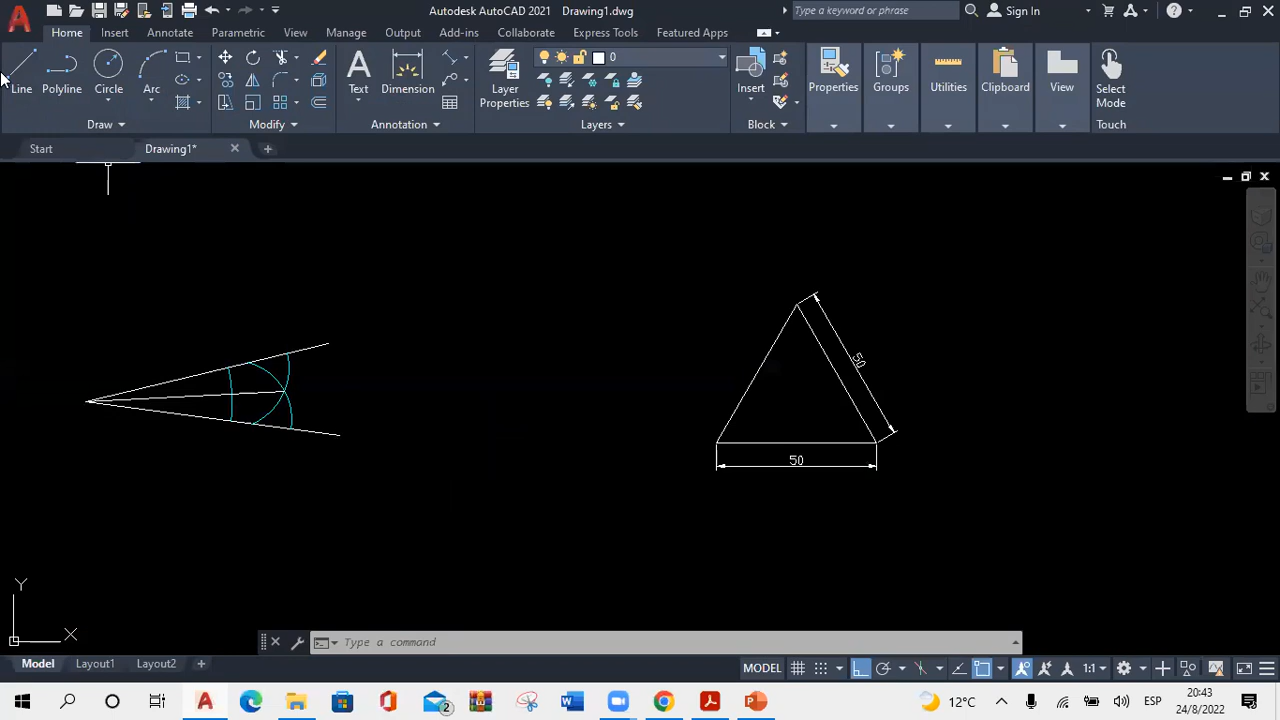 Autodesk AutoCAD 2021 Drawing1.dwg
Type a keyword or phrase
Sign In
Home Insert Annotate Parametric View Manage Output Add-ins Collaborate Express Tools Featured Apps
Line Polyline Circle Arc
Text Dimension
Layer Properties
0
Insert
Properties Groups Utilities Clipboard View
Select Mode
Draw Modify Annotation Layers Block Touch
Start Drawing1*
50
50
Y
X
Type a command
Model Layout1 Layout2
MODEL
1:1
2
12°C
ESP
20:43
24/8/2022